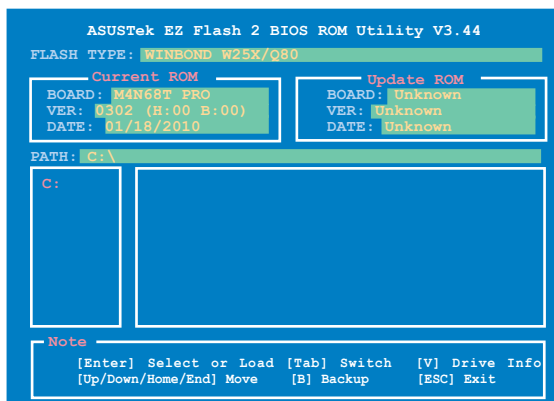 ASUSTek EZ Flash 2 BIOS ROM Utility V3.44
FLASH TYPE: WINBOND W25X/Q80
Current ROM
BOARD: M4N68T PRO
VER: 0302 (H:00 B:00)
DATE: 01/18/2010
Update ROM
BOARD: Unknown
VER: Unknown
DATE: Unknown
PATH: C:\
C:
Note
[Enter] Select or Load [Tab] Switch [V] Drive Info
[Up/Down/Home/End] Move [B] Backup [ESC] Exit